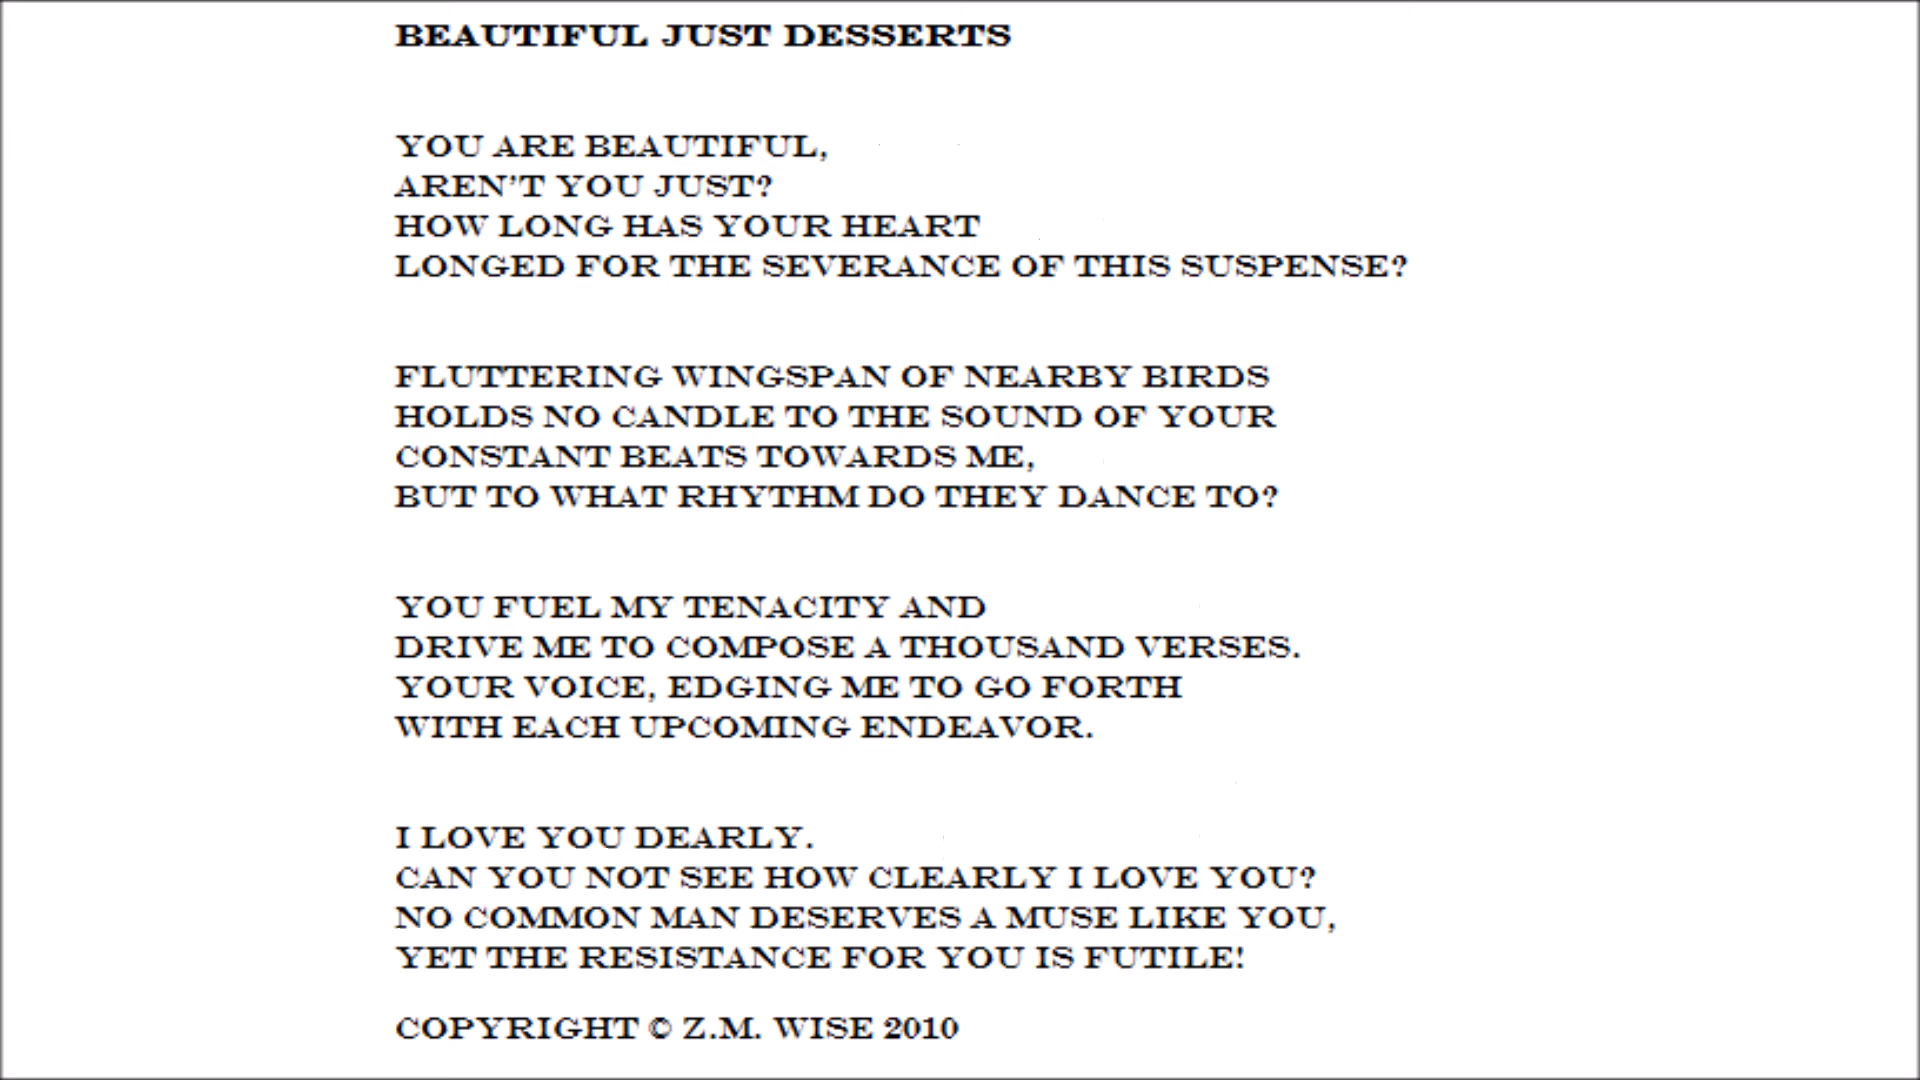 BEAUTIFUL JUST DESSERTS
YOU ARE BEAUTIFUL,
AREN'T YOU JUST?
HOW LONG HAS YOUR HEART
LONGED FOR THE SEVERANCE OF THIS SUSPENSE?
FLUTTERING WINGSPAN OF NEARBY BIRDS
HOLDS NO CANDLE TO THE SOUND OF YOUR
CONSTANT BEATS TOWARDS ME,
BUT TO WHAT RHYTHM DO THEY DANCE TO?
YOU FUEL MY TENACITY AND
DRIVE ME TO COMPOSE A THOUSAND VERSES.
YOUR VOICE, EDGING ME TO GO FORTH
WITH EACH UPCOMING ENDEAVOR.
I LOVE YOU DEARLY.
CAN YOU NOT SEE HOW CLEARLY I LOVE YOU?
NO COMMON MAN DESERVES A MUSE LIKE YOU,
YET THE RESISTANCE FOR YOU IS FUTILE!
COPYRIGHT © Z.M. WISE 2010